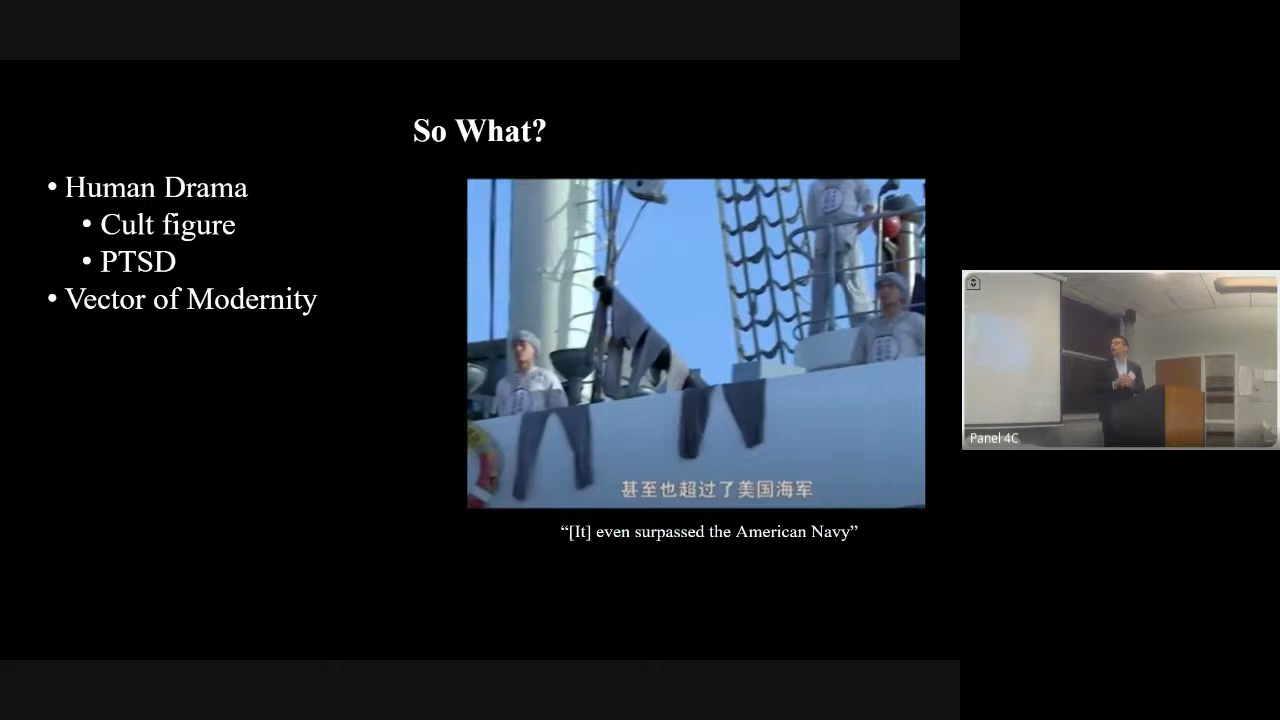 So What?
• Human Drama
• Cult figure
• PTSD
• Vector of Modernity
甚至也超过了美国海军
“[It] even surpassed the American Navy”
Panel 4C